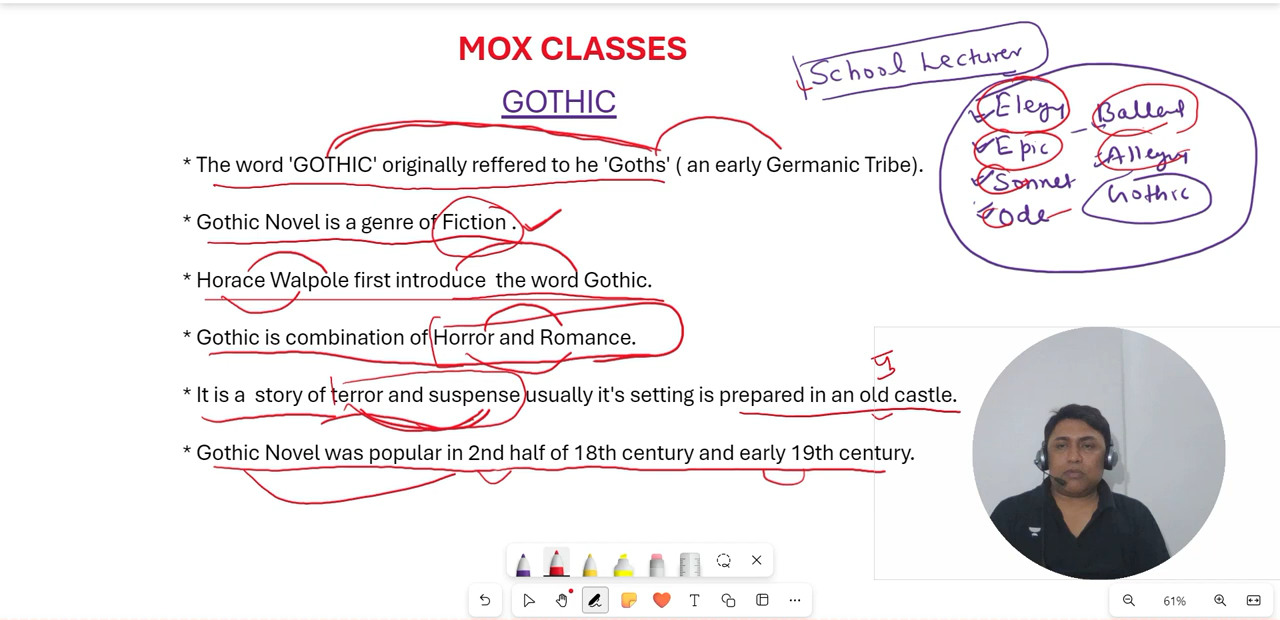 MOX CLASSES
GOTHIC
School Lecturer
Elegy
Ballad
Epic
Allegry
Sonnet
Gothic
Ode
* The word 'GOTHIC' originally reffered to he 'Goths' ( an early Germanic Tribe).
* Gothic Novel is a genre of Fiction .
* Horace Walpole first introduce the word Gothic.
* Gothic is combination of Horror and Romance.
* It is a story of terror and suspense usually it's setting is prepared in an old castle.
* Gothic Novel was popular in 2nd half of 18th century and early 19th century.
61%